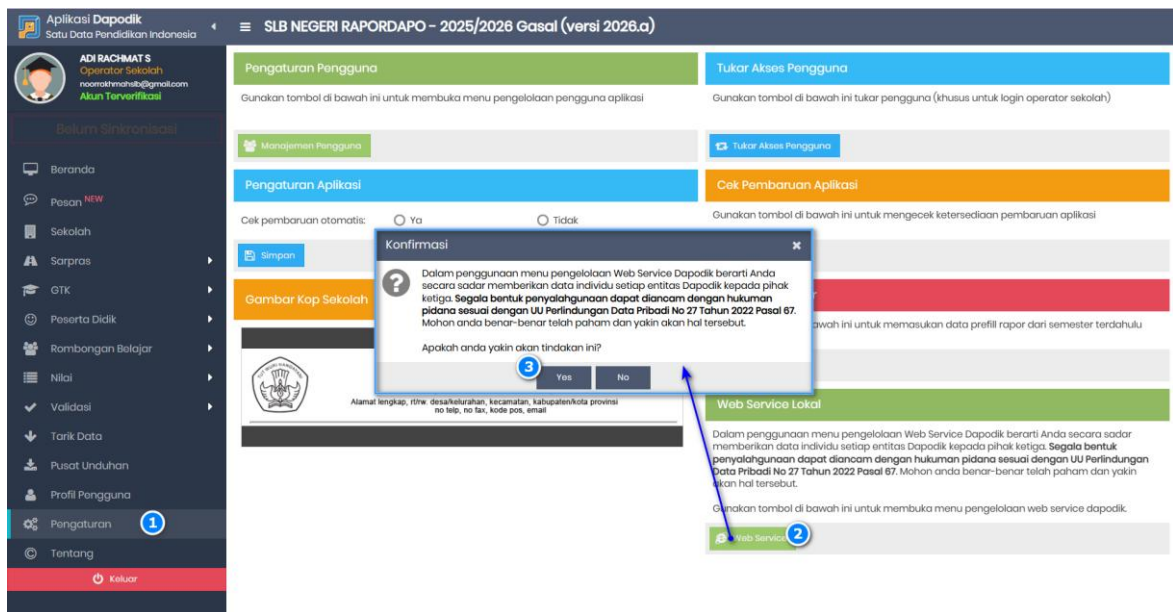 Aplikasi Dapodik
Satu Data Pendidikan Indonesia
SLB NEGERI RAPORDAPO - 2025/2026 Gasal (versi 2026.a)
ADI RACHMAT S
Operator Sekolah
noorrokhmahslb@gmail.com
Akun Terverifikasi
Belum Sinkronisasi
Beranda
Pesan NEW
Sekolah
Sarpras
GTK
Peserta Didik
Rombongan Belajar
Nilai
Validasi
Tarik Data
Pusat Unduhan
Profil Pengguna
Pengaturan
1
Tentang
Keluar
Pengaturan Pengguna
Gunakan tombol di bawah ini untuk membuka menu pengelolaan pengguna aplikasi
Manajemen Pengguna
Tukar Akses Pengguna
Gunakan tombol di bawah ini tukar pengguna (khusus untuk login operator sekolah)
Tukar Akses Pengguna
Pengaturan Aplikasi
Cek pembaruan otomatis: Ya Tidak
Simpan
Cek Pembaruan Aplikasi
Gunakan tombol di bawah ini untuk mengecek ketersediaan pembaruan aplikasi
Gambar Kop Sekolah
Alamat lengkap, rt/rw. desa/kelurahan, kecamatan, kabupaten/kota provinsi
no telp, no fax, kode pos, email
Konfirmasi
Dalam penggunaan menu pengelolaan Web Service Dapodik berarti Anda
secara sadar memberikan data individu setiap entitas Dapodik kepada pihak
ketiga. Segala bentuk penyalahgunaan dapat diancam dengan hukuman
pidana sesuai dengan UU Perlindungan Data Pribadi No 27 Tahun 2022 Pasal 67.
Mohon anda benar-benar telah paham dan yakin akan hal tersebut.
Apakah anda yakin akan tindakan ini?
3
Yes No
bawah ini untuk memasukan data prefill rapor dari semester terdahulu
Web Service Lokal
Dalam penggunaan menu pengelolaan Web Service Dapodik berarti Anda secara sadar
memberikan data individu setiap entitas Dapodik kepada pihak ketiga. Segala bentuk
penyalahgunaan dapat diancam dengan hukuman pidana sesuai dengan UU Perlindungan
Data Pribadi No 27 Tahun 2022 Pasal 67. Mohon anda benar-benar telah paham dan yakin
akan hal tersebut.
Gunakan tombol di bawah ini untuk membuka menu pengelolaan web service dapodik.
Web Service
2